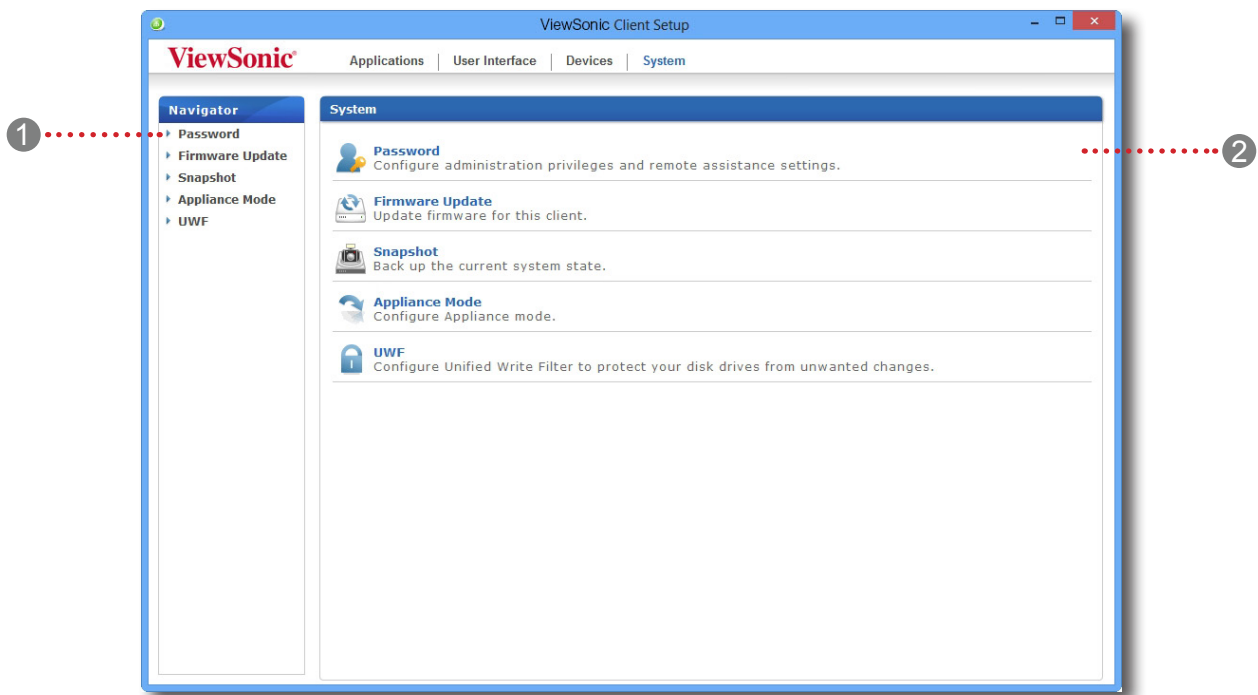 ViewSonic Client Setup
ViewSonic®
Applications | User Interface | Devices | System
Navigator
Password
Firmware Update
Snapshot
Appliance Mode
UWF
System
Password
Configure administration privileges and remote assistance settings.
Firmware Update
Update firmware for this client.
Snapshot
Back up the current system state.
Appliance Mode
Configure Appliance mode.
UWF
Configure Unified Write Filter to protect your disk drives from unwanted changes.
1
2